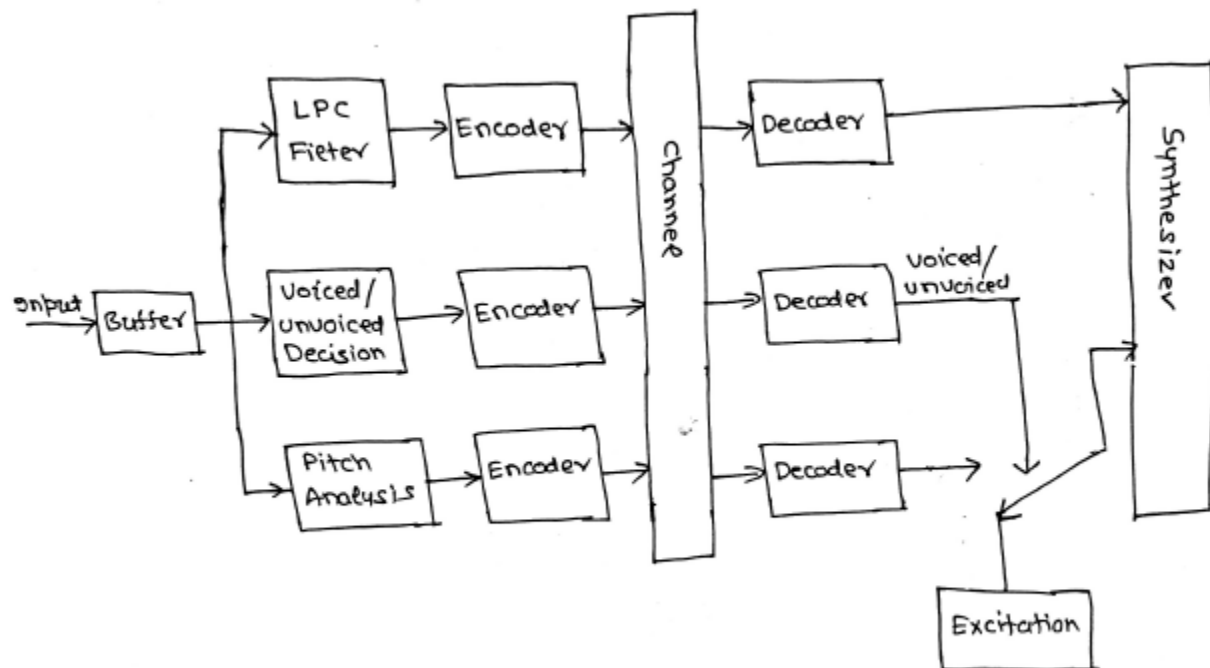 LPC
Fieter
Encoder
Decoder
Channee
Synthesizer
Input
Buffer
Voiced/
Unvoiced
Decision
Encoder
Decoder
voiced/
unvoiced
Pitch
Analysis
Encoder
Decoder
Excitation